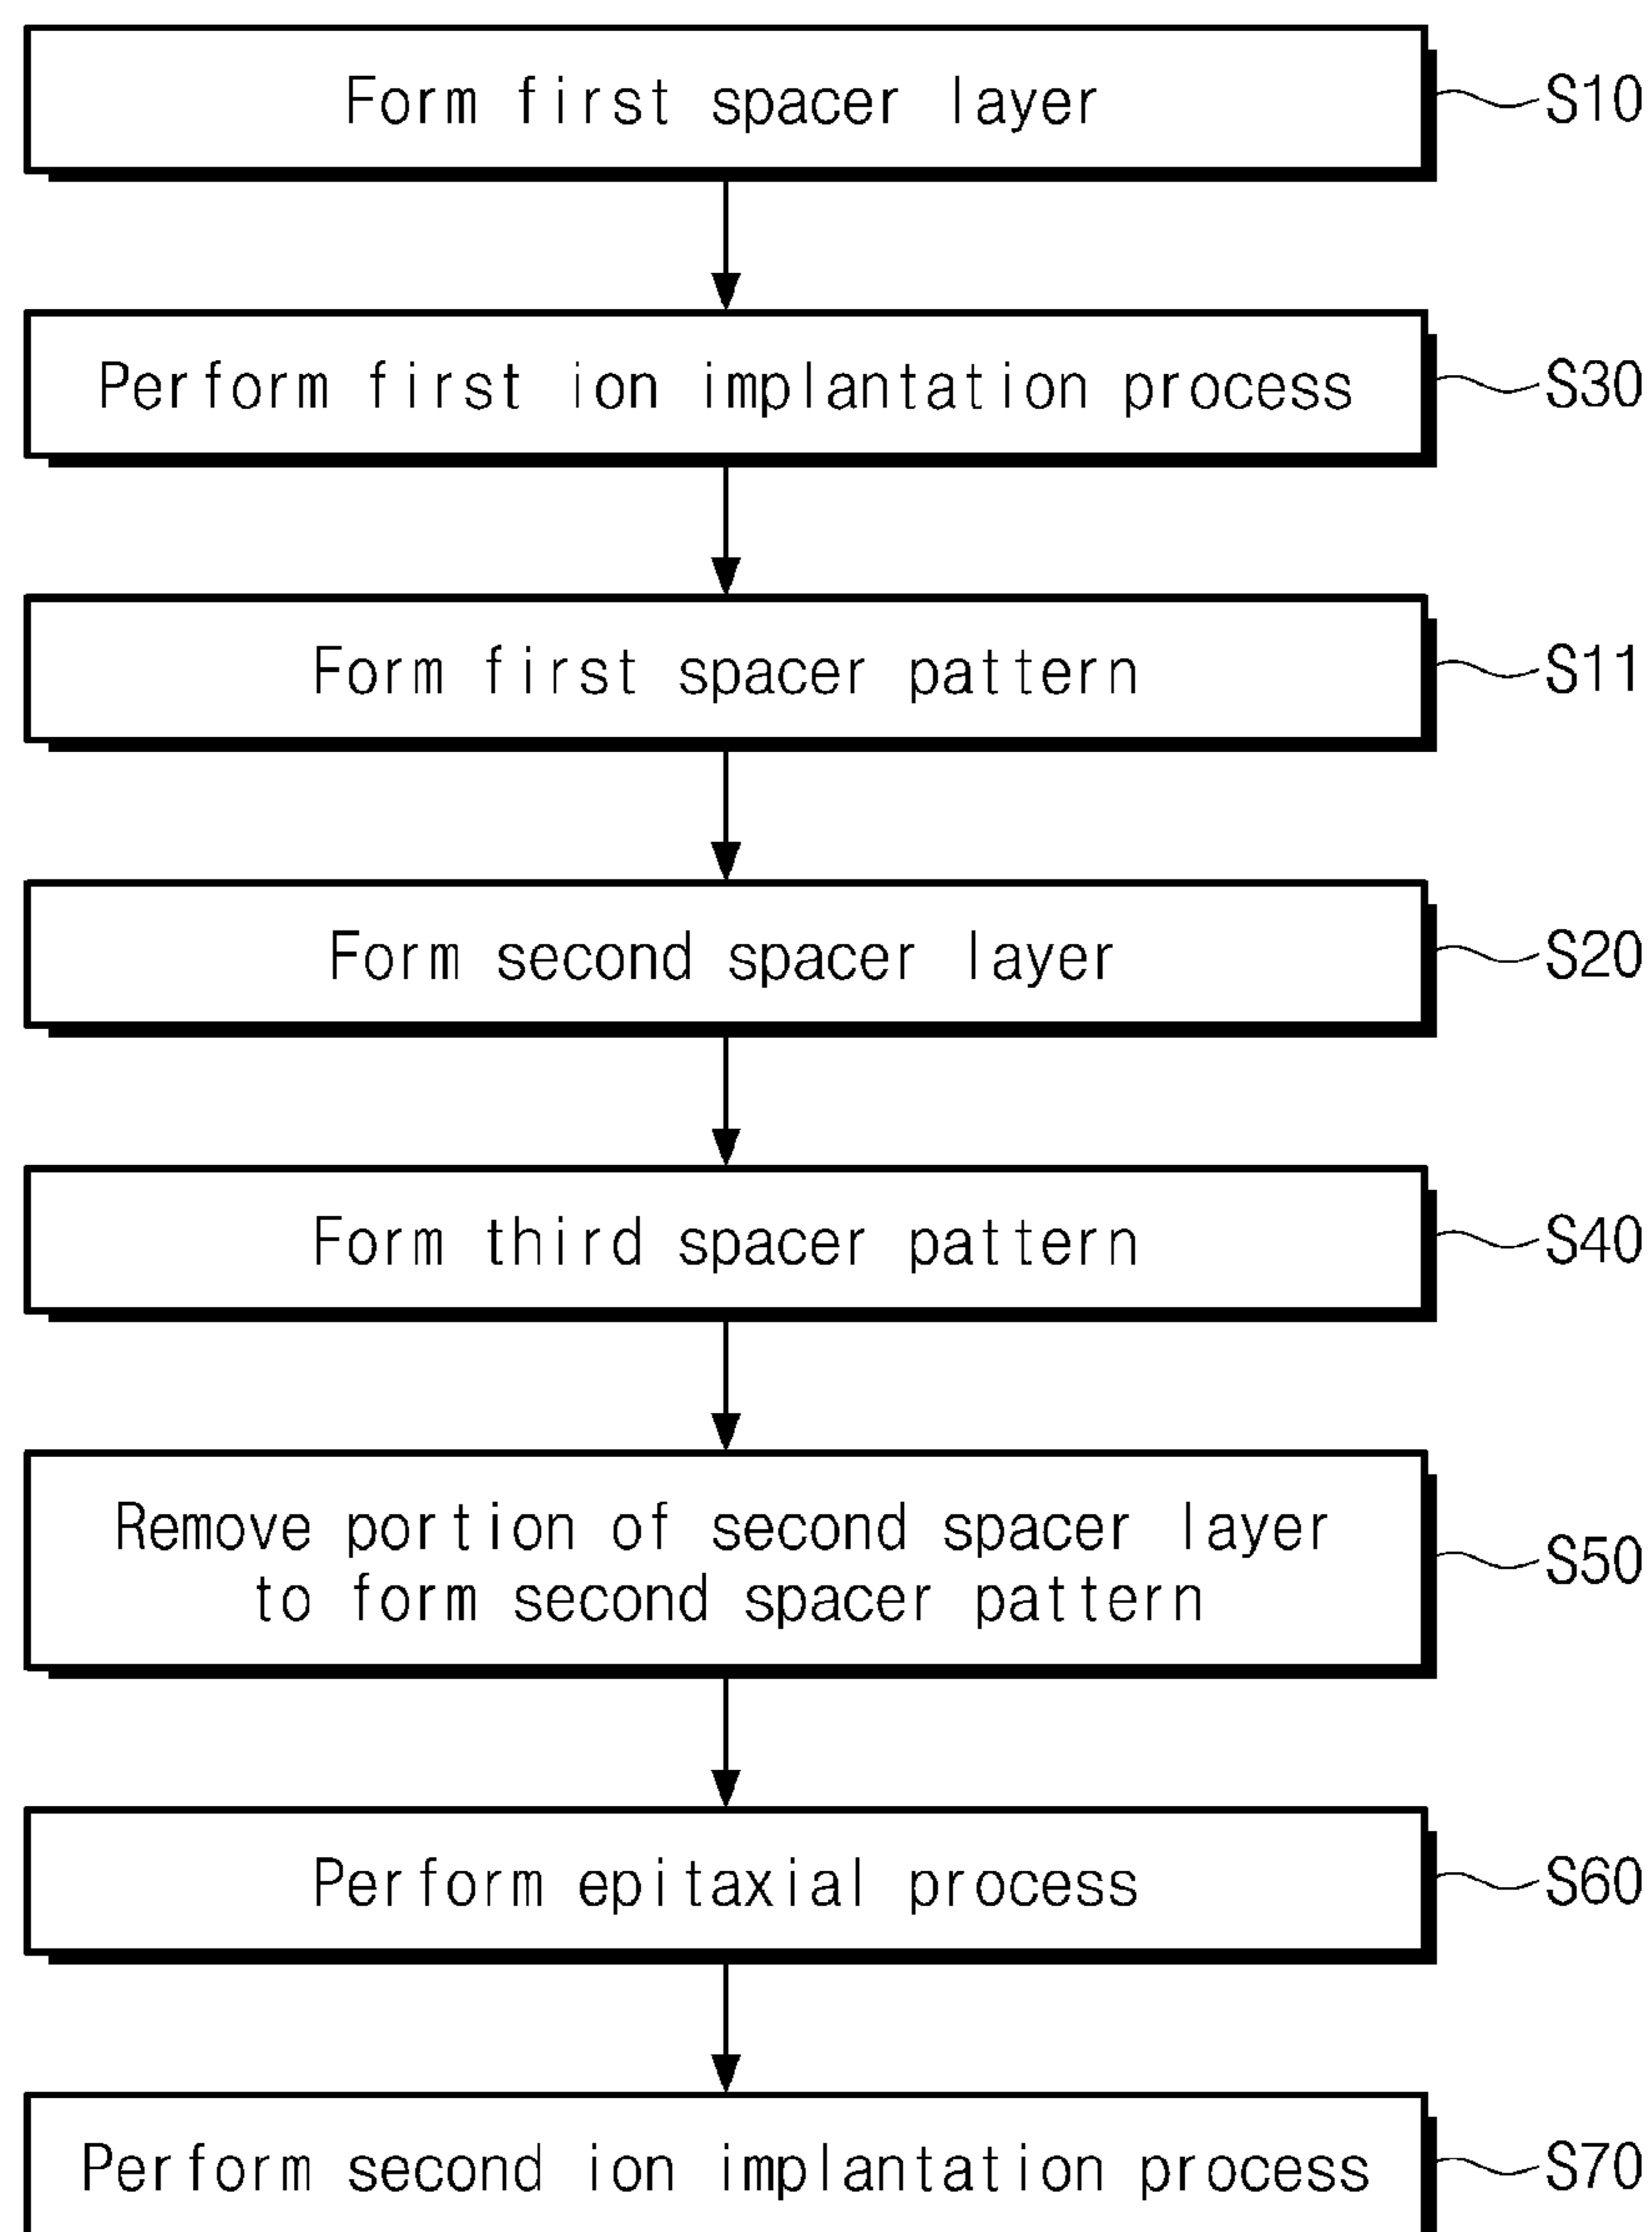 Form first spacer layer S10
Perform first ion implantation process S30
Form first spacer pattern S11
Form second spacer layer S20
Form third spacer pattern S40
Remove portion of second spacer layer
to form second spacer pattern
S50
Perform epitaxial process S60
Perform second ion implantation process S70